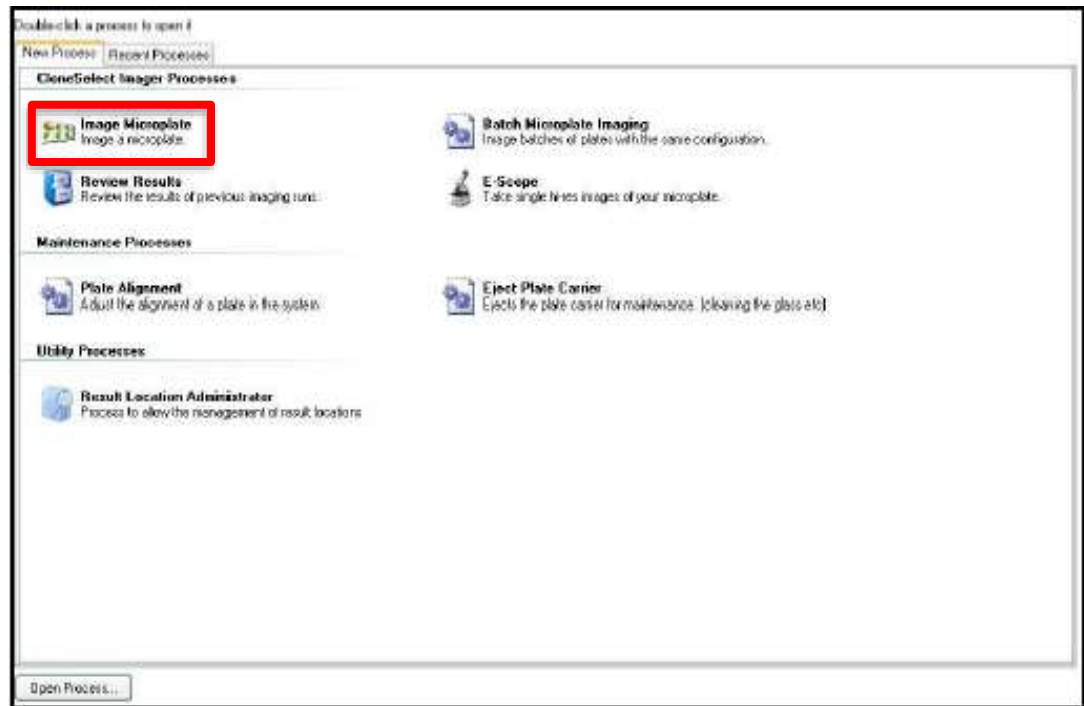 Double-click a process to open it
New Process Recent Processes
CloneSelect Imager Processes
Image Microplate
Image a microplate.
Batch Microplate Imaging
Image batches of plates with the same configuration.
Review Results
Review the results of previous imaging runs.
E-Scope
Take single hi-res images of your microplate.
Maintenance Processes
Plate Alignment
Adjust the alignment of a plate in the system
Eject Plate Carrier
Ejects the plate carrier for maintenance. (cleaning the glass etc)
Utility Processes
Result Location Administrator
Process to allow the management of result locations
Open Process...